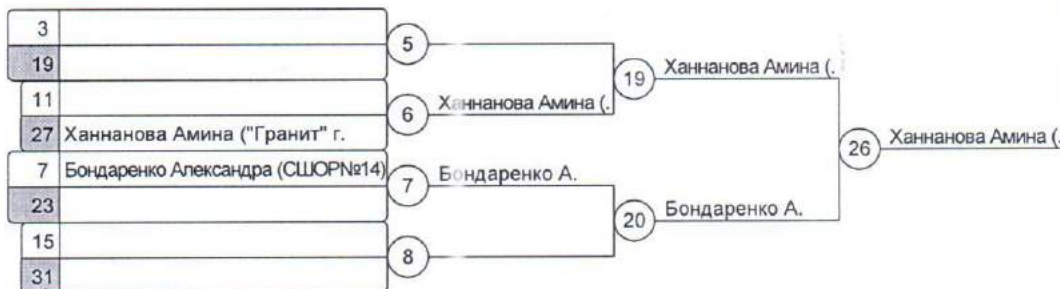 3
19
5
11
27 Ханнанова Амина ("Гранит" г.
6
Ханнанова Амина (.
19
Ханнанова Амина (.
7 Бондаренко Александра (СШОР№14)
23
7
Бондаренко А.
15
31
8
20
Бондаренко А.
26
Ханнанова Амина (.